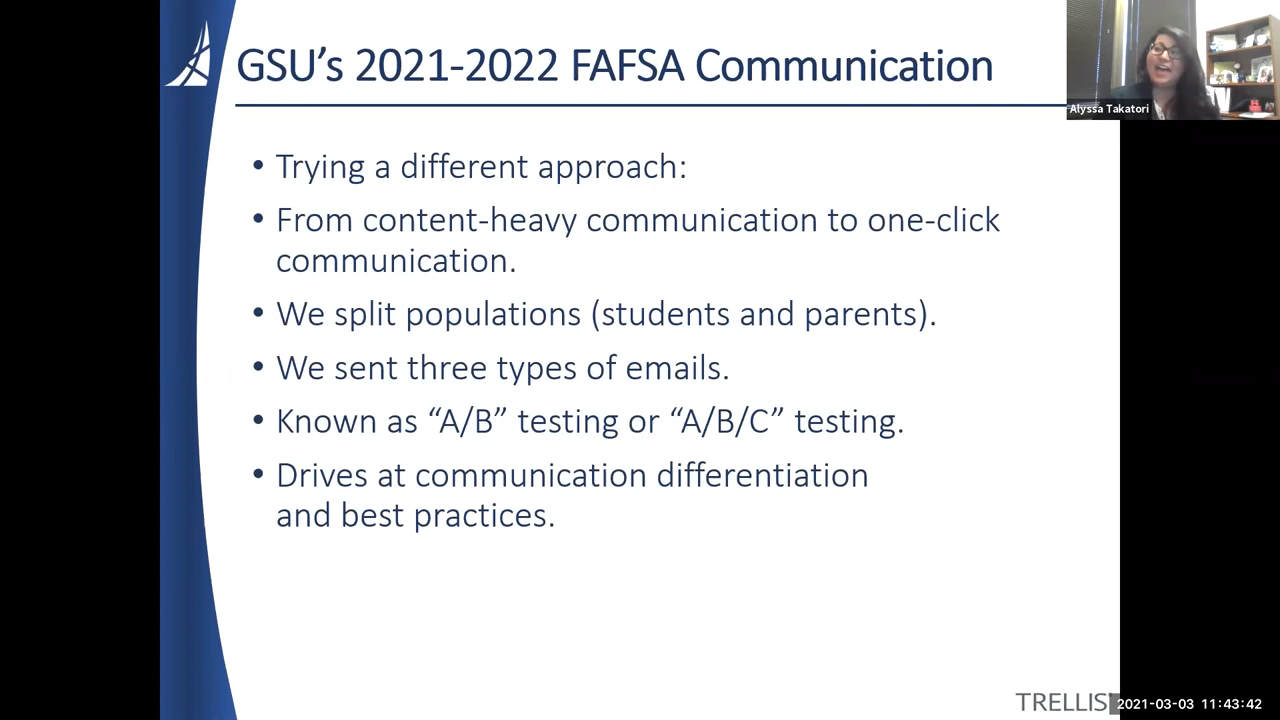 GSU's 2021-2022 FAFSA Communication
Alyssa Takatori
• Trying a different approach:
• From content-heavy communication to one-click
communication.
• We split populations (students and parents).
• We sent three types of emails.
• Known as “A/B” testing or “A/B/C” testing.
• Drives at communication differentiation
and best practices.
TRELLIS
2021-03-03 11:43:42